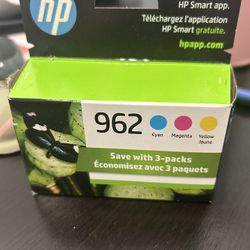 hp
HP Smart app.
Téléchargez l'application
HP Smart gratuite.
hpapp.com
962
Cyan
Magenta
Yellow
Jaune
Save with 3-packs
Économisez avec 3 paquets